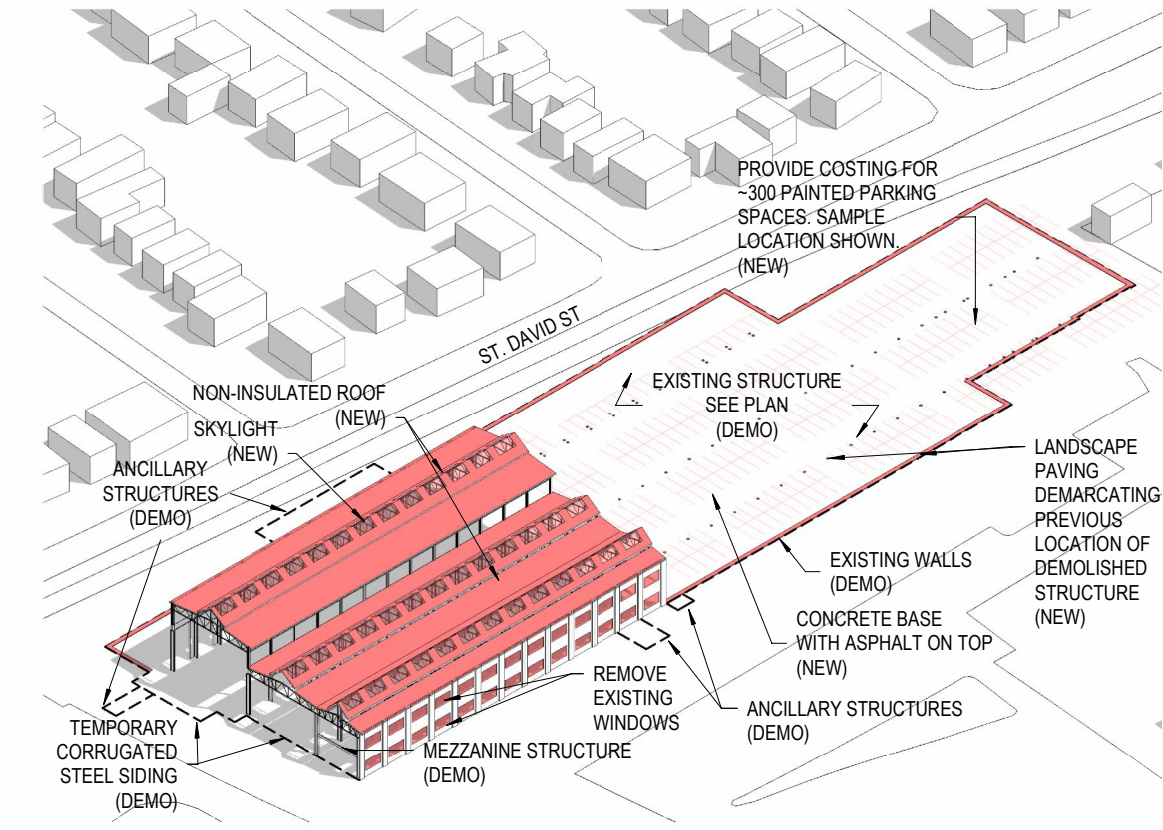 PROVIDE COSTING FOR
~300 PAINTED PARKING
SPACES. SAMPLE
LOCATION SHOWN.
(NEW)
ST. DAVID ST
NON-INSULATED ROOF
(NEW)
SKYLIGHT
(NEW)
EXISTING STRUCTURE
SEE PLAN
(DEMO)
ANCILLARY
STRUCTURES
(DEMO)
LANDSCAPE
PAVING
DEMARCATING
PREVIOUS
LOCATION OF
DEMOLISHED
STRUCTURE
(NEW)
EXISTING WALLS
(DEMO)
CONCRETE BASE
WITH ASPHALT ON TOP
(NEW)
REMOVE
EXISTING
WINDOWS
ANCILLARY STRUCTURES
(DEMO)
TEMPORARY
CORRUGATED
STEEL SIDING
(DEMO)
MEZZANINE STRUCTURE
(DEMO)